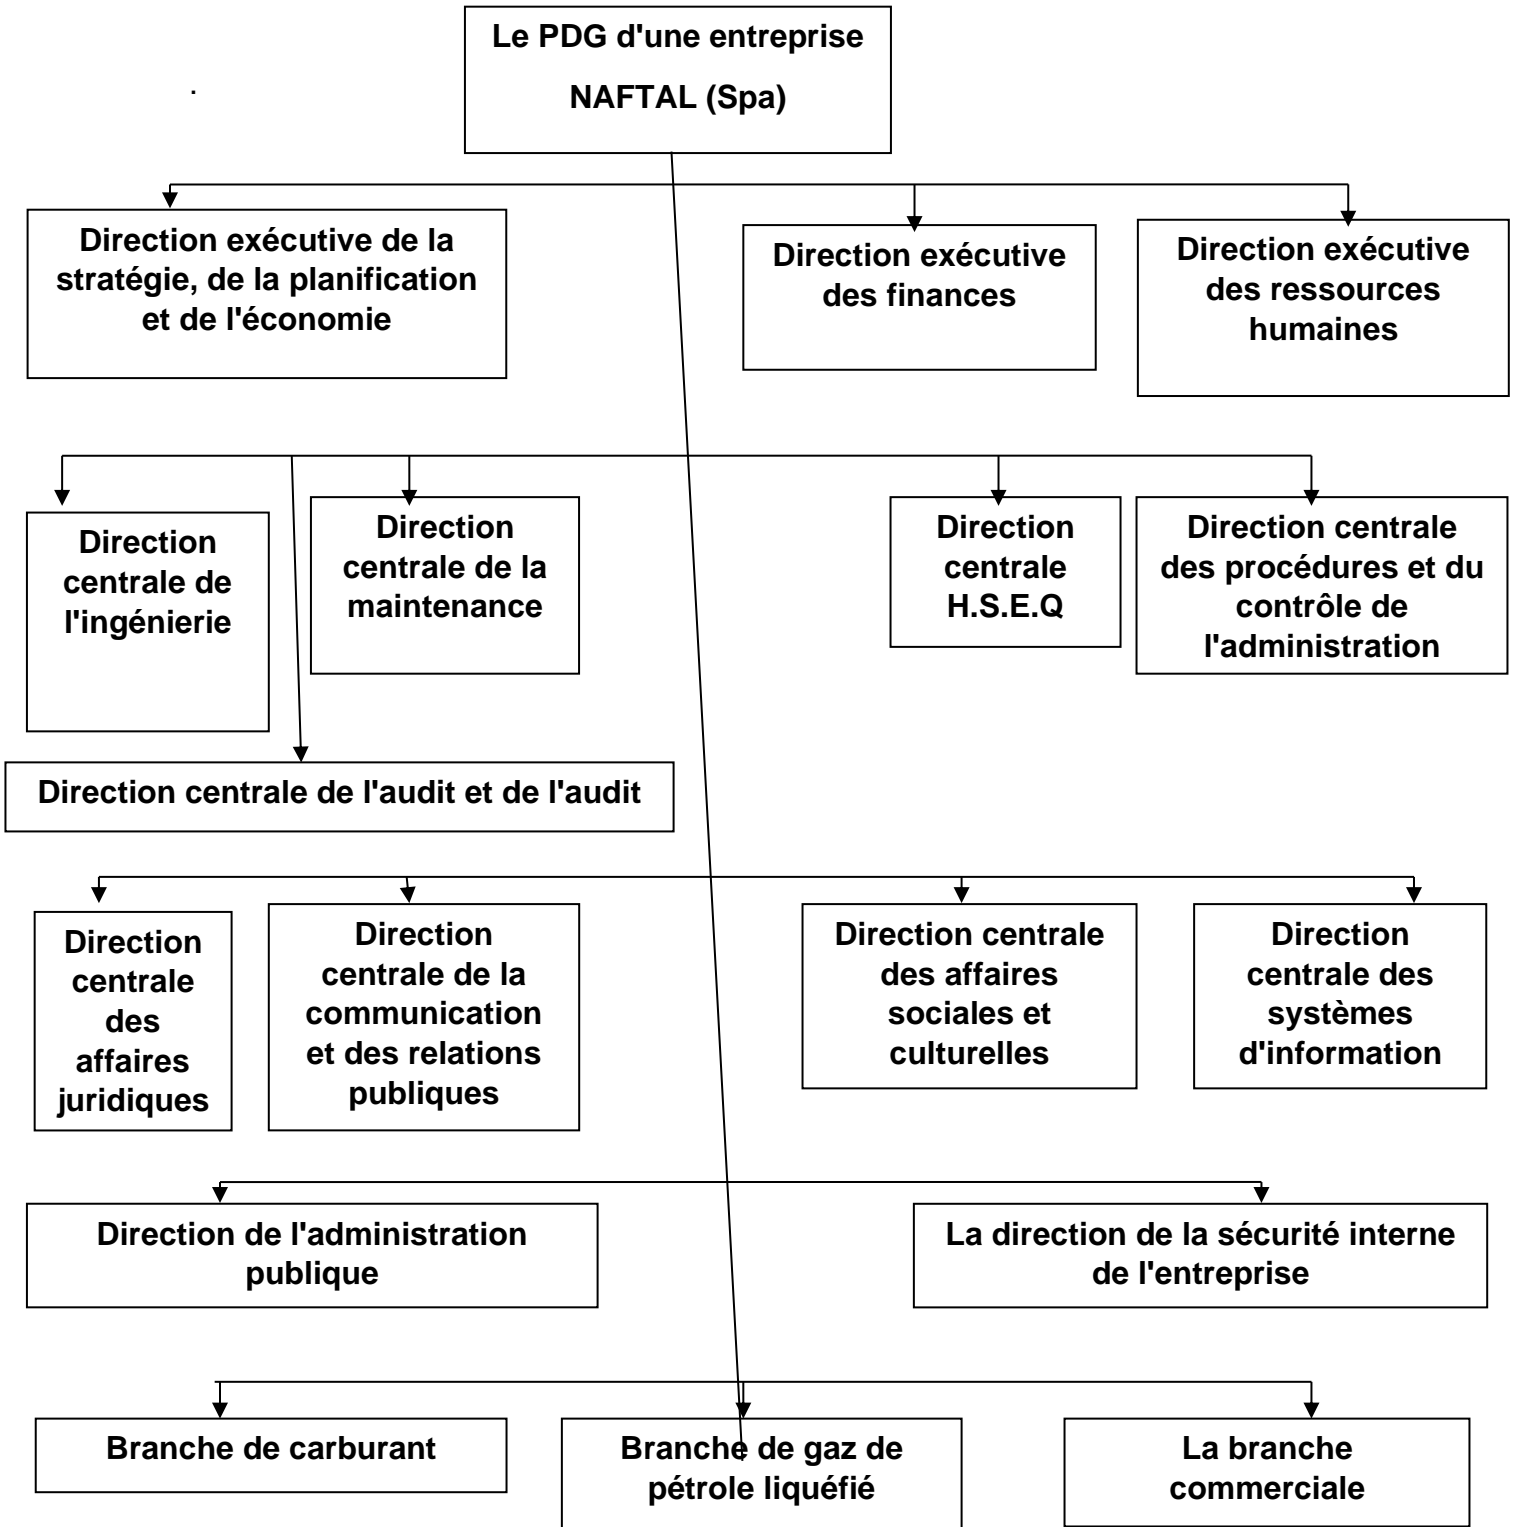 Le PDG d'une entreprise
NAFTAL (Spa)
.
Direction exécutive de la
stratégie, de la planification
et de l'économie
Direction exécutive
des finances
Direction exécutive
des ressources
humaines
Direction
centrale de
l'ingénierie
Direction
centrale de la
maintenance
Direction
centrale
H.S.E.Q
Direction centrale
des procédures et du
contrôle de
l'administration
Direction centrale de l'audit et de l'audit
Direction
centrale
des
affaires
juridiques
Direction
centrale de la
communication
et des relations
publiques
Direction centrale
des affaires
sociales et
culturelles
Direction
centrale des
systèmes
d'information
Direction de l'administration
publique
La direction de la sécurité interne
de l'entreprise
Branche de carburant
Branche de gaz de
pétrole liquéfié
La branche
commerciale